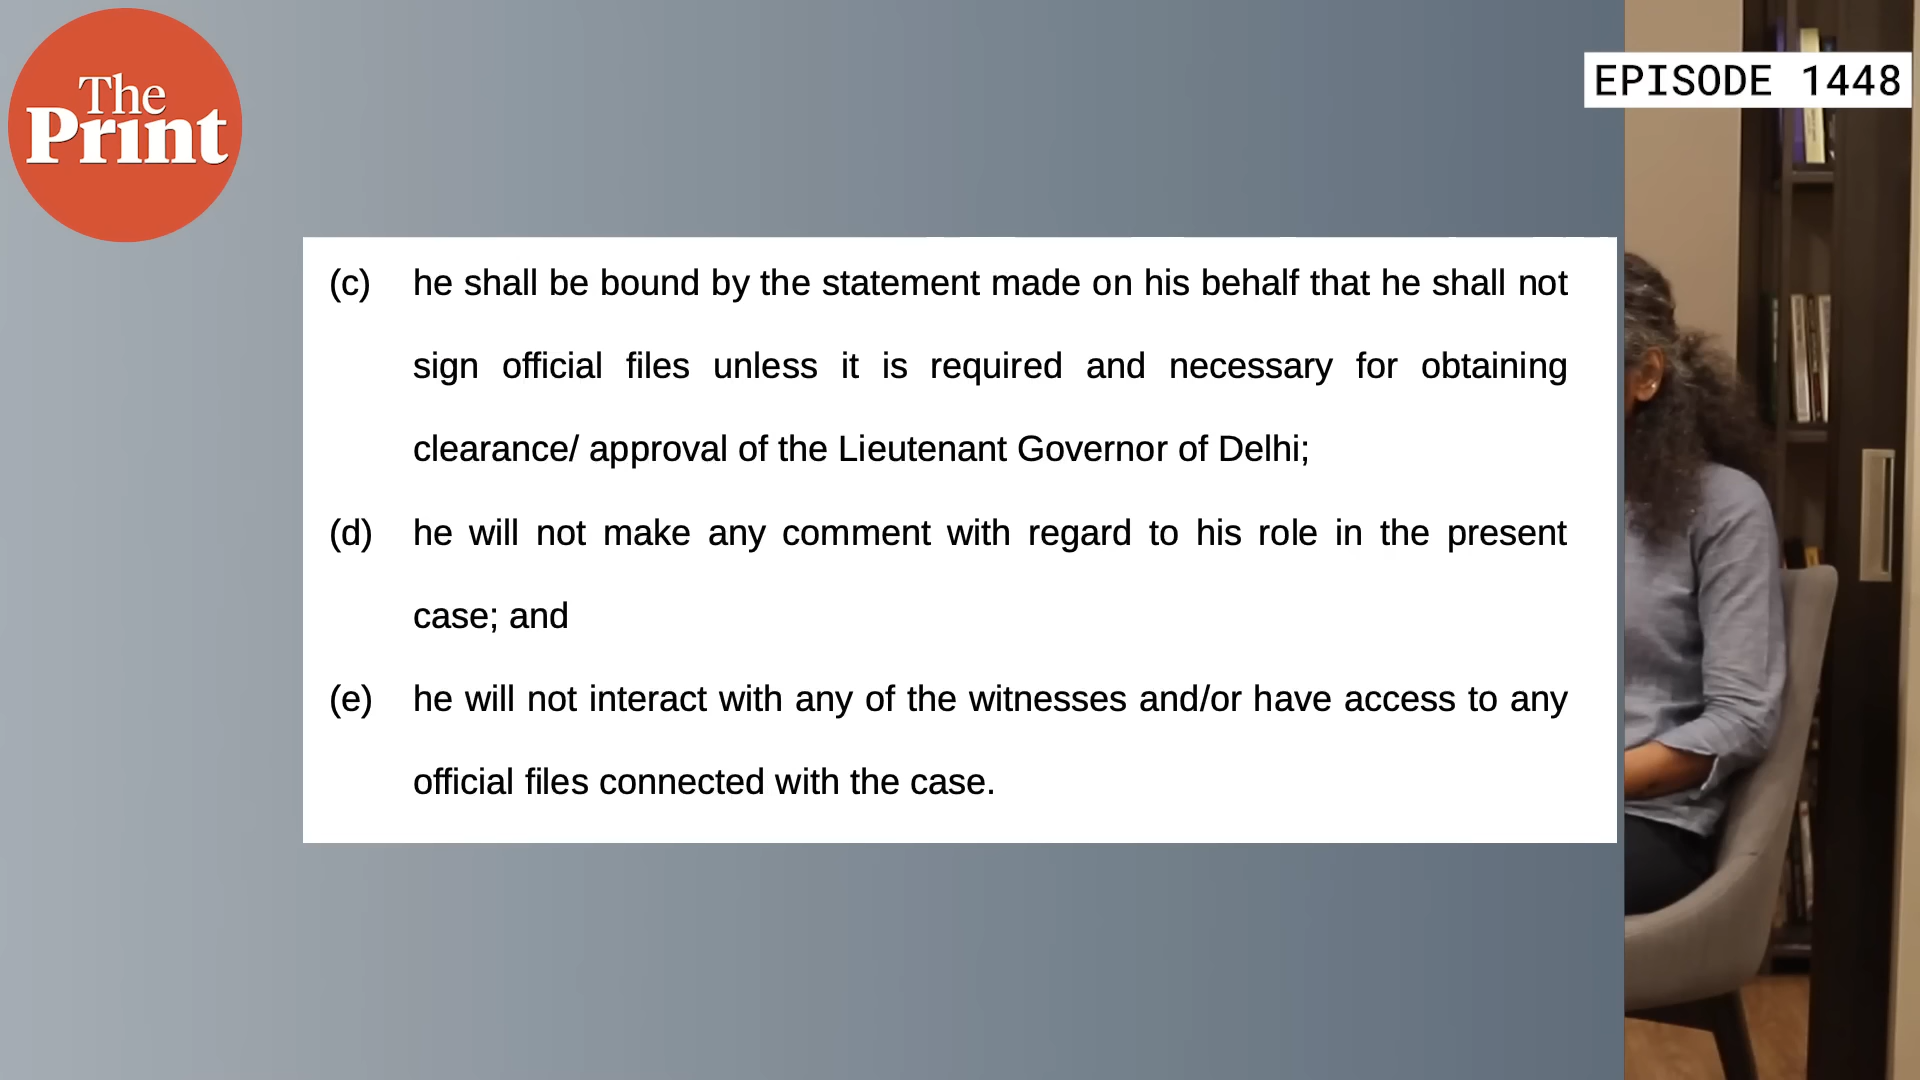 The
Print
EPISODE 1448
(c) he shall be bound by the statement made on his behalf that he shall not
sign official files unless it is required and necessary for obtaining
clearance/ approval of the Lieutenant Governor of Delhi;
(d) he will not make any comment with regard to his role in the present
case; and
(e) he will not interact with any of the witnesses and/or have access to any
official files connected with the case.